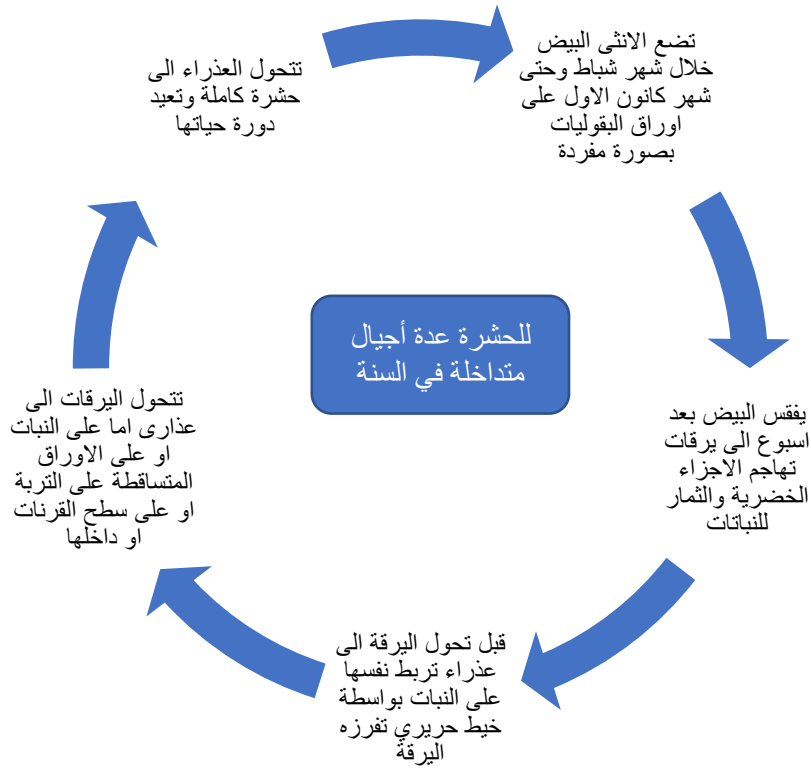 تضع الانثى البيض
خلال شهر شباط وحتى
شهر كانون الاول على
اوراق البقوليات
بصورة مفردة
يفقس البيض بعد
اسبوع الى يرقات
تهاجم الاجزاء
الخضرية والثمار
للنباتات
قبل تحول اليرقة الى
عذراء تربط نفسها
على النبات بواسطة
خيط حريري تفرزه
اليرقة
تتحول اليرقات الى
عذارى اما على النبات
او على الاوراق
المتساقطة على التربة
او على سطح القرنات
او داخلها
تتحول العذراء الى
حشرة كاملة وتعيد
دورة حياتها
للحشرة عدة أجيال
متداخلة في السنة